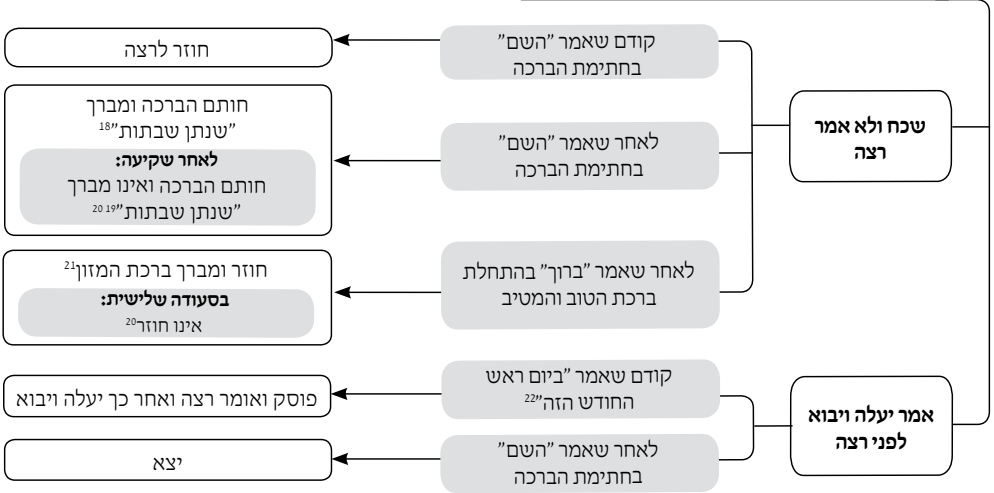 שכח ולא אמר
רצה
קודם שאמר "השם"
בחתימת הברכה
חוזר לרצה
לאחר שאמר "השם"
בחתימת הברכה
חותם הברכה ומברך
"שנתן שבתות"18
לאחר שקיעה:
חותם הברכה ואינו מברך
"שנתן שבתות"19 20
לאחר שאמר "ברוך" בהתחלת
ברכת הטוב והמטיב
חוזר ומברך ברכת המזון21
בסעודה שלישית:
אינו חוזר20
אמר יעלה ויבוא
לפני רצה
קודם שאמר "ביום ראש
החודש הזה"22
פוסק ואומר רצה ואחר כך יעלה ויבוא
לאחר שאמר "השם"
בחתימת הברכה
יצא